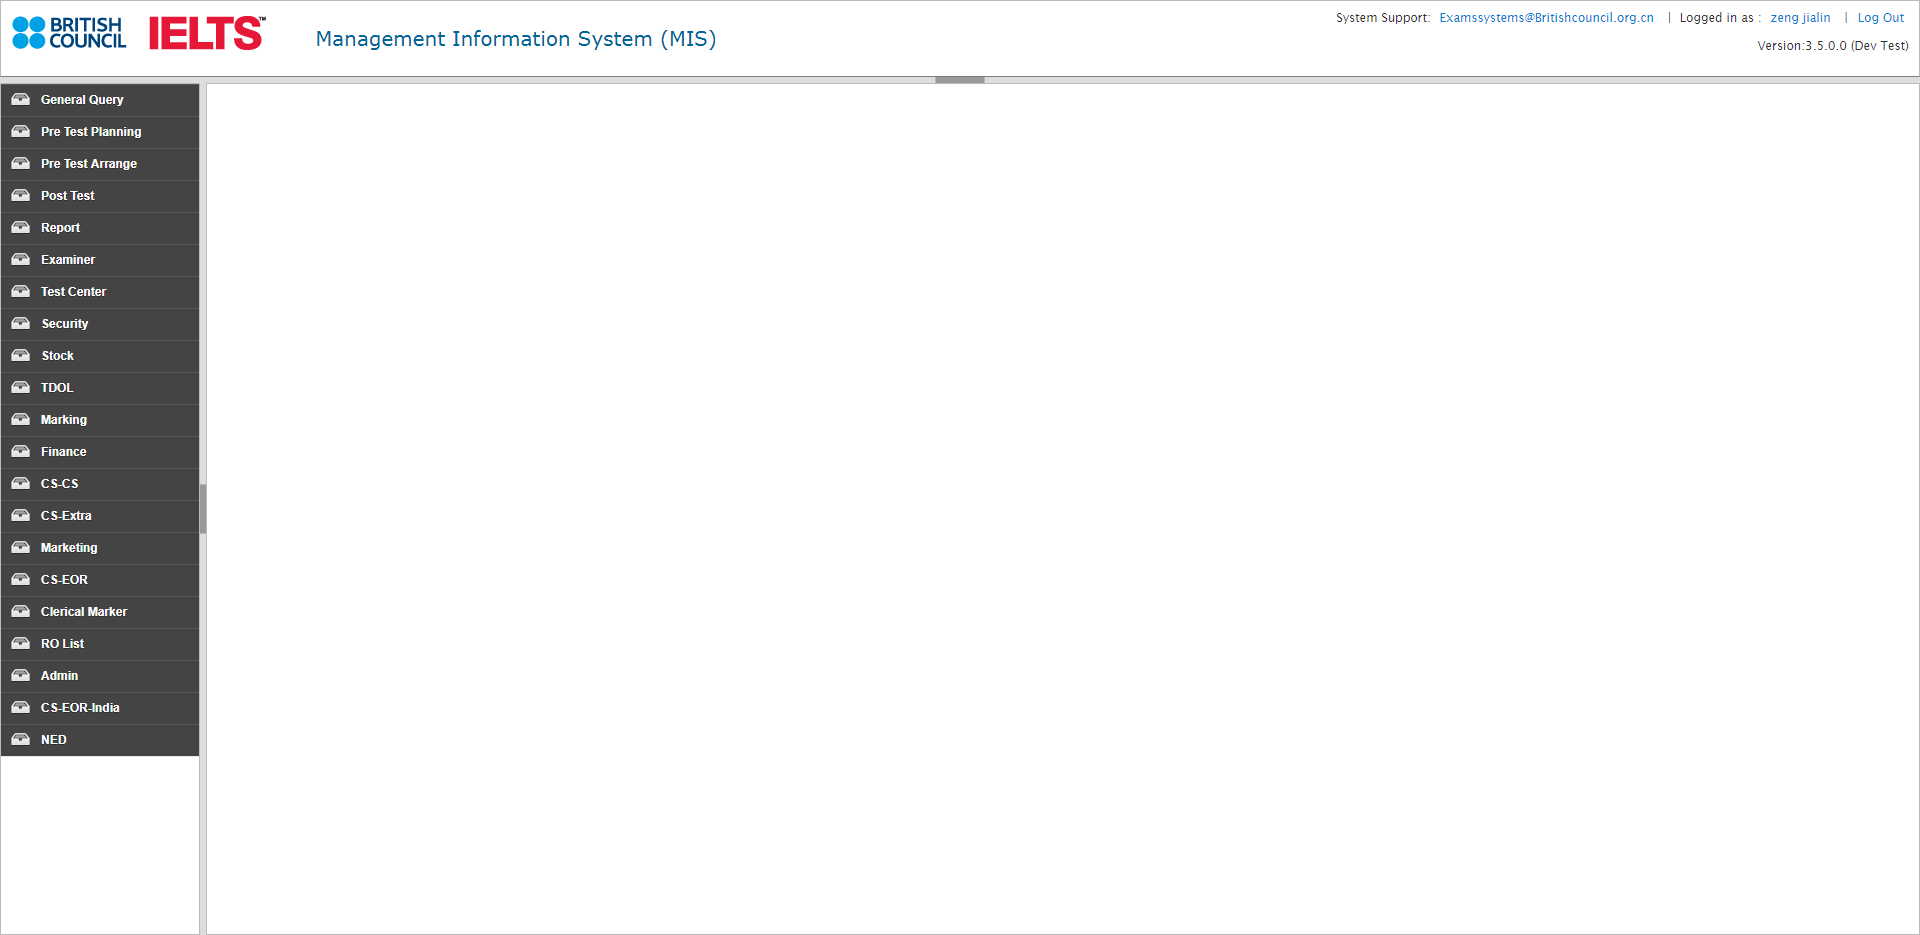 BRITISH COUNCIL
IELTS™
Management Information System (MIS)
System Support: Examssystems@Britishcouncil.org.cn | Logged in as : zeng jialin | Log Out
Version:3.5.0.0 (Dev Test)
General Query
Pre Test Planning
Pre Test Arrange
Post Test
Report
Examiner
Test Center
Security
Stock
TDOL
Marking
Finance
CS-CS
CS-Extra
Marketing
CS-EOR
Clerical Marker
RO List
Admin
CS-EOR-India
NED